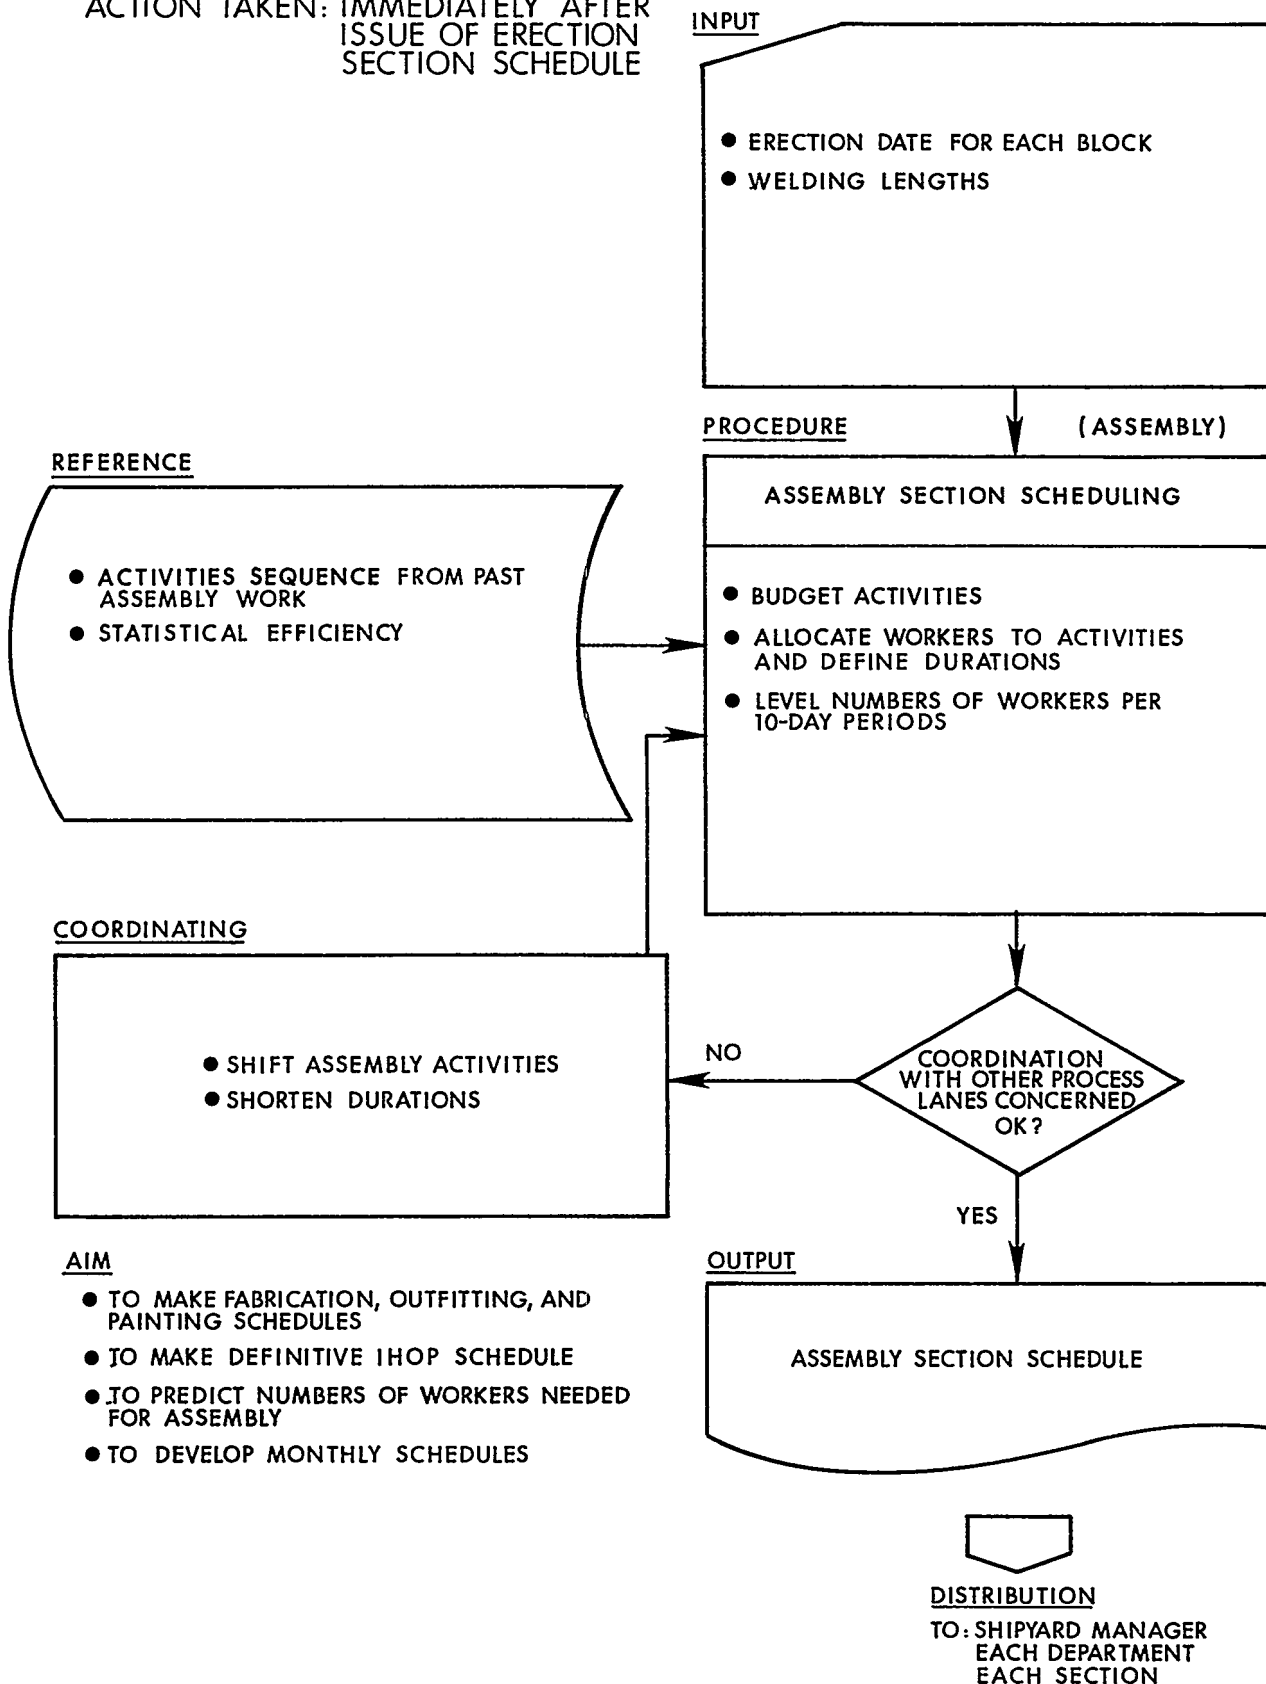 ACTION TAKEN: IMMEDIATELY AFTER
ISSUE OF ERECTION
SECTION SCHEDULE
INPUT
● ERECTION DATE FOR EACH BLOCK
● WELDING LENGTHS
PROCEDURE
(ASSEMBLY)
ASSEMBLY SECTION SCHEDULING
● BUDGET ACTIVITIES
● ALLOCATE WORKERS TO ACTIVITIES
AND DEFINE DURATIONS
● LEVEL NUMBERS OF WORKERS PER
10-DAY PERIODS
REFERENCE
● ACTIVITIES SEQUENCE FROM PAST
ASSEMBLY WORK
● STATISTICAL EFFICIENCY
COORDINATING
● SHIFT ASSEMBLY ACTIVITIES
● SHORTEN DURATIONS
NO
COORDINATION
WITH OTHER PROCESS
LANES CONCERNED
OK?
YES
AIM
● TO MAKE FABRICATION, OUTFITTING, AND
PAINTING SCHEDULES
● TO MAKE DEFINITIVE IHOP SCHEDULE
● TO PREDICT NUMBERS OF WORKERS NEEDED
FOR ASSEMBLY
● TO DEVELOP MONTHLY SCHEDULES
OUTPUT
ASSEMBLY SECTION SCHEDULE
DISTRIBUTION
TO: SHIPYARD MANAGER
EACH DEPARTMENT
EACH SECTION